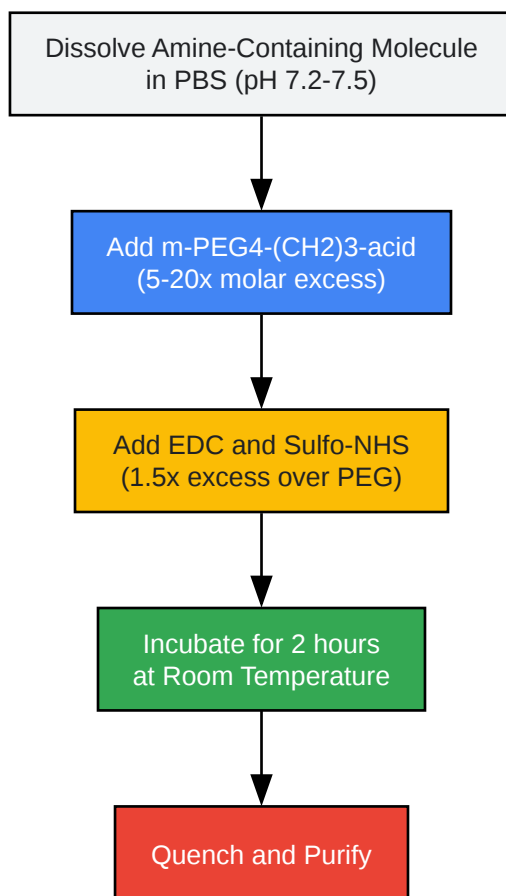 Dissolve Amine-Containing Molecule
in PBS (pH 7.2-7.5)
Add m-PEG4-(CH2)3-acid
(5-20x molar excess)
Add EDC and Sulfo-NHS
(1.5x excess over PEG)
Incubate for 2 hours
at Room Temperature
Quench and Purify